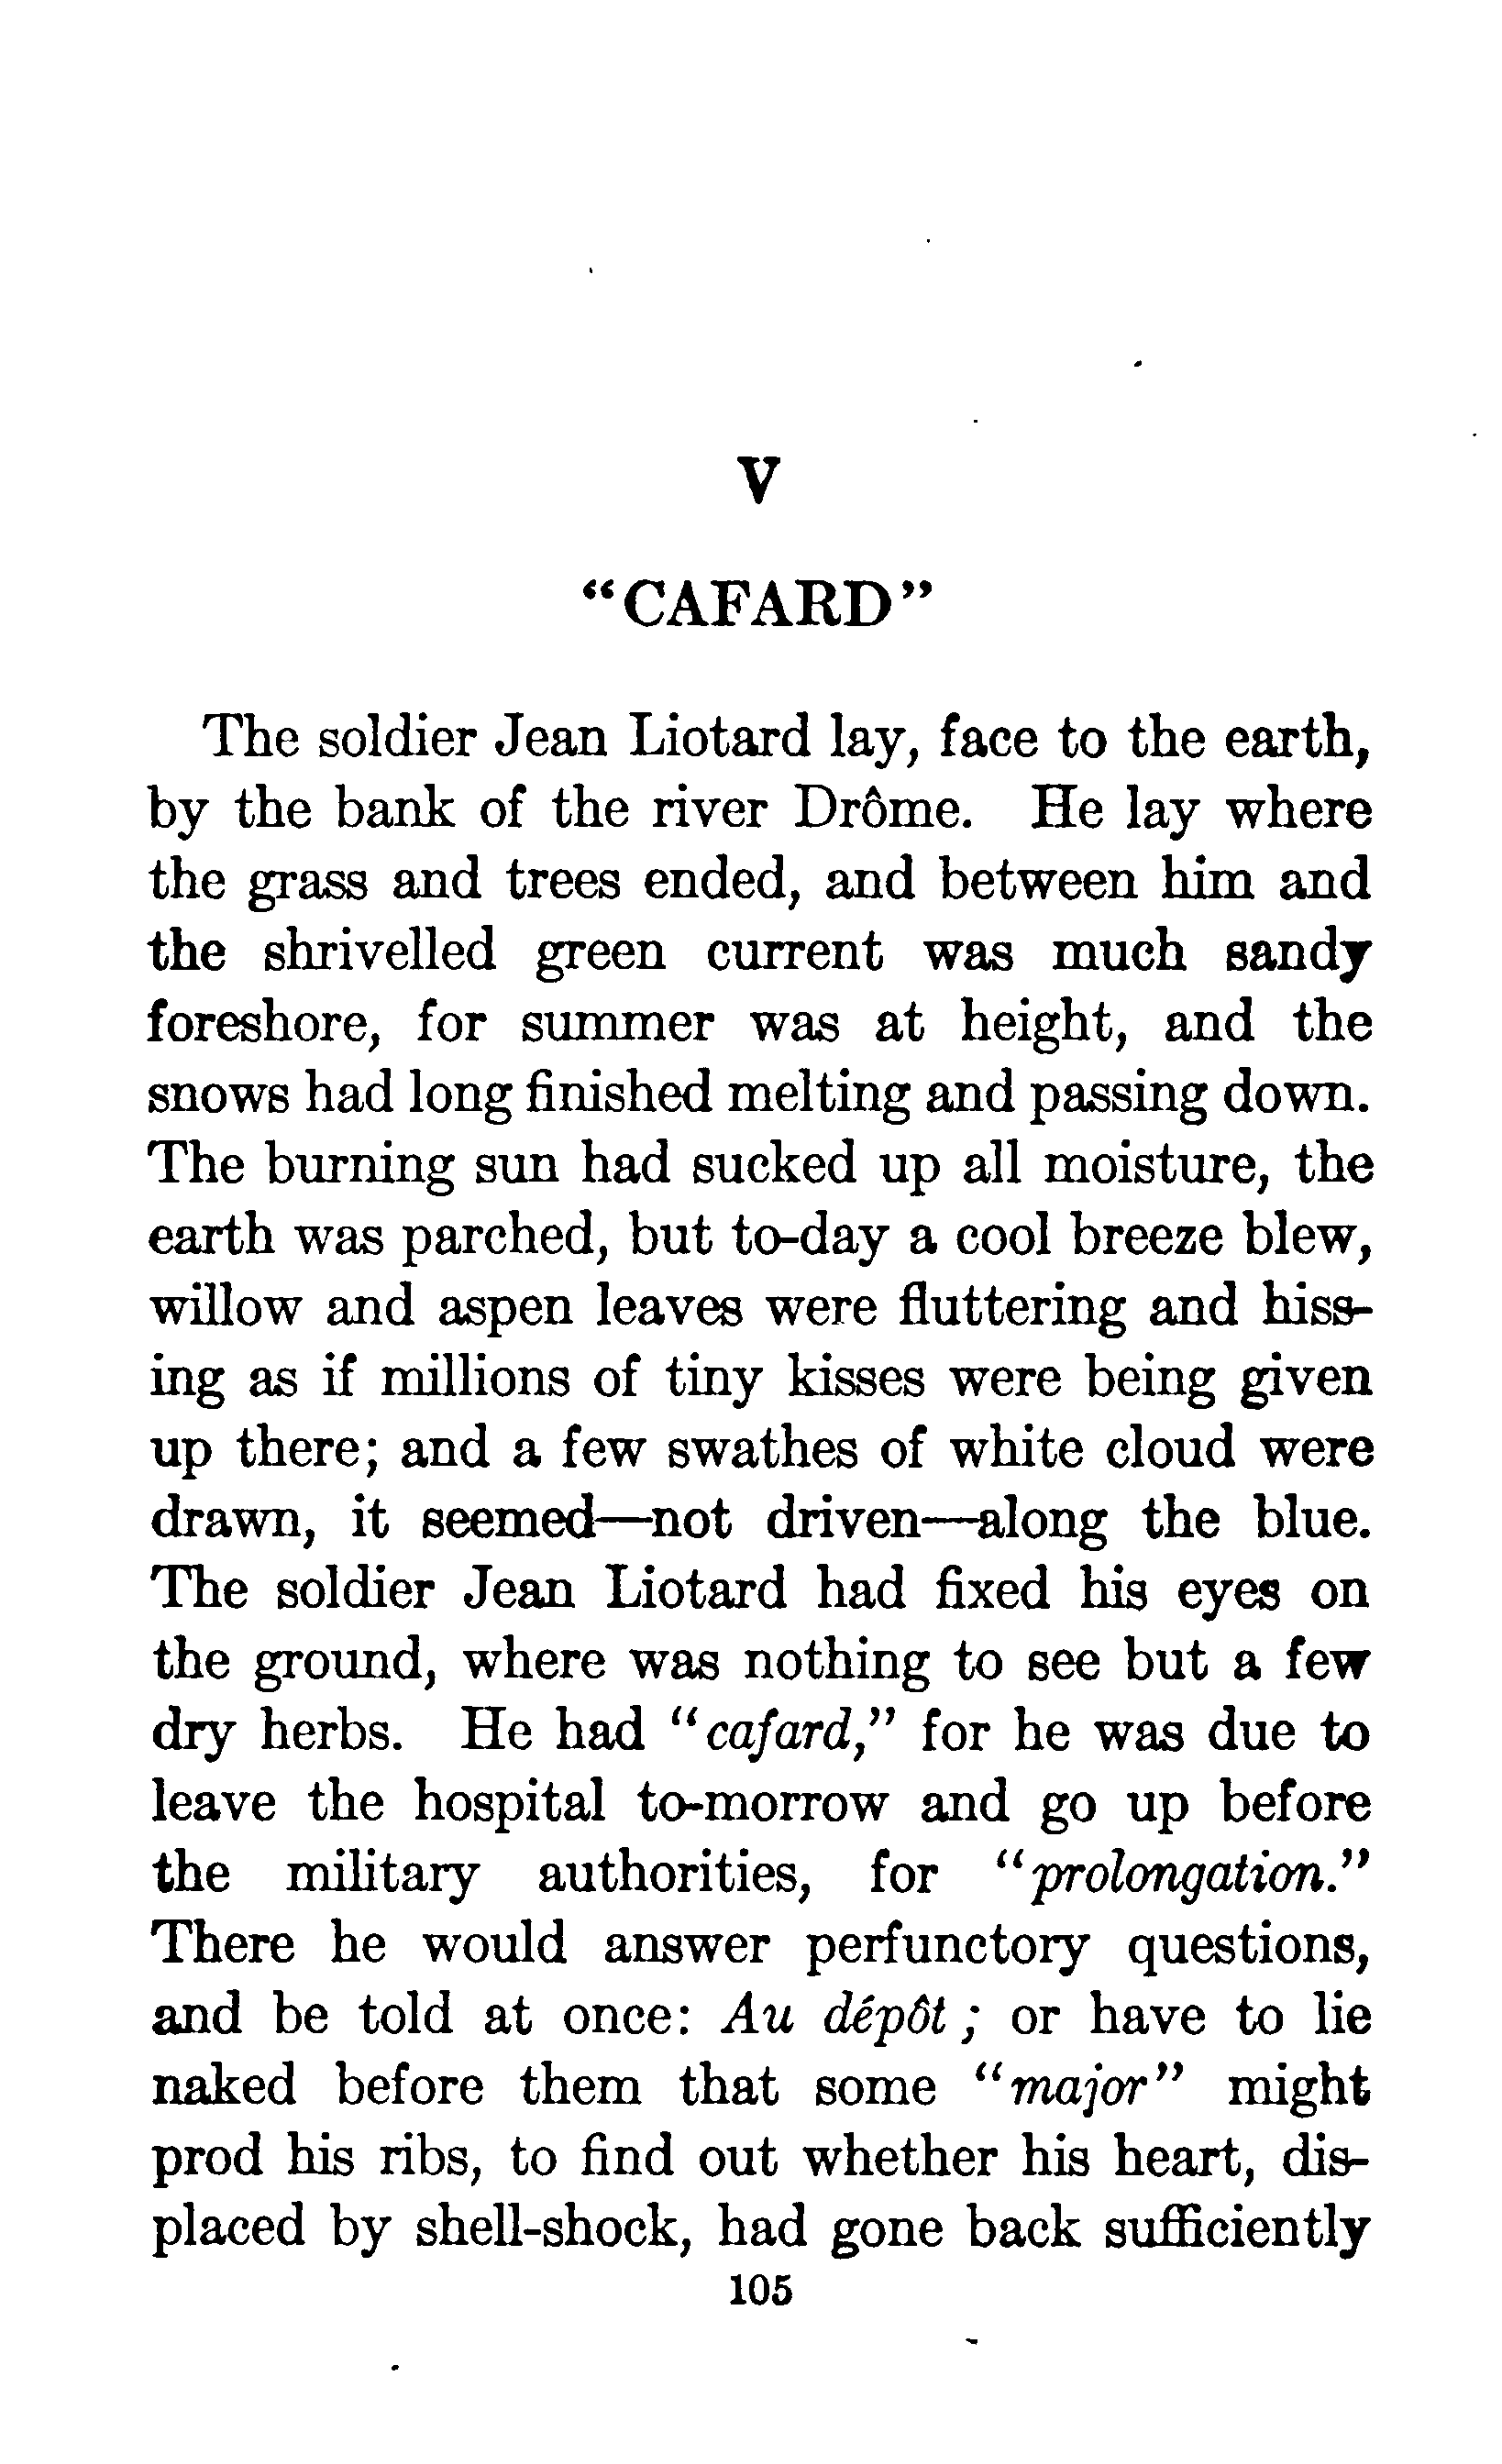 V
“CAFARD”
The soldier Jean Liotard lay, face to the earth,
by the bank of the river Drôme. He lay where
the grass and trees ended, and between him and
the shrivelled green current was much sandy
foreshore, for summer was at height, and the
snows had long finished melting and passing down.
The burning sun had sucked up all moisture, the
earth was parched, but to-day a cool breeze blew,
willow and aspen leaves were fluttering and hiss-
ing as if millions of tiny kisses were being given
up there; and a few swathes of white cloud were
drawn, it seemed—not driven—along the blue.
The soldier Jean Liotard had fixed his eyes on
the ground, where was nothing to see but a few
dry herbs. He had “cafard,” for he was due to
leave the hospital to-morrow and go up before
the military authorities, for “prolongation.”
There he would answer perfunctory questions,
and be told at once: Au dépôt; or have to lie
naked before them that some “major” might
prod his ribs, to find out whether his heart, dis-
placed by shell-shock, had gone back sufficiently
105